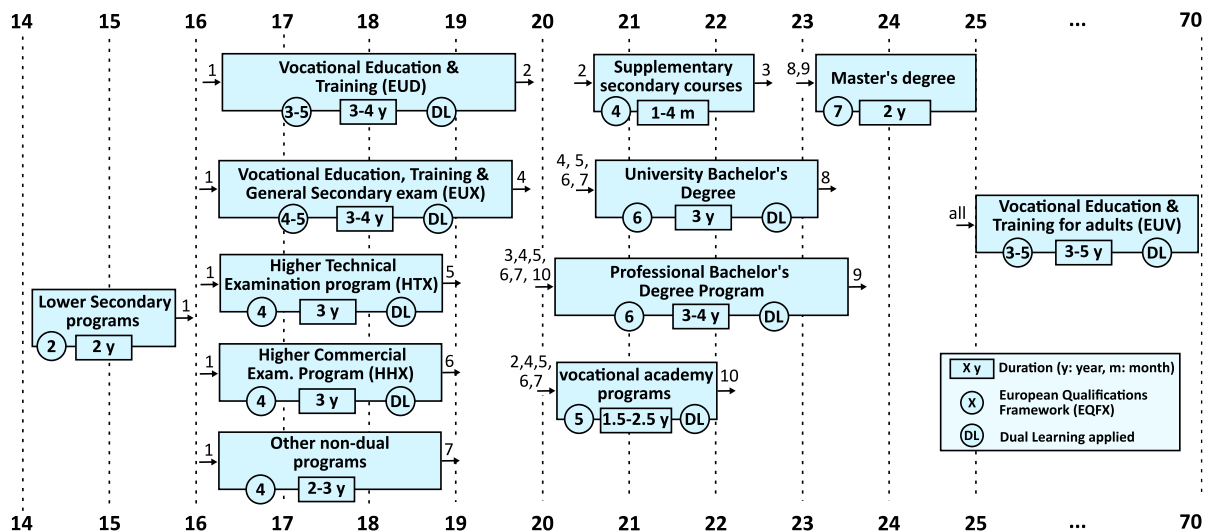 14 15 16 17 18 19 20 21 22 23 24 25 ... 70
1
Vocational Education &
Training (EUD)
2
3-5
3-4 y
DL
2
Supplementary
secondary courses
3
4
1-4 m
8,9
Master's degree
7
2 y
1
Vocational Education, Training &
General Secondary exam (EUX)
4
4-5
3-4 y
DL
4, 5,
6, 7
University Bachelor's
Degree
8
6
3 y
DL
all
Vocational Education &
Training for adults (EUV)
3-5
3-5 y
DL
1
Higher Technical
Examination program (HTX)
5
4
3 y
DL
3,4,5,
6,7, 10
Professional Bachelor's
Degree Program
9
6
3-4 y
DL
Lower Secondary
programs
1
2
2 y
1
Higher Commercial
Exam. Program (HHX)
6
4
3 y
DL
2,4,5,
6,7
vocational academy
programs
10
5
1.5-2.5 y
DL
1
Other non-dual
programs
7
4
2-3 y
X y
Duration (y: year, m: month)
X
European Qualifications
Framework (EQFX)
DL
Dual Learning applied
14 15 16 17 18 19 20 21 22 23 24 25 ... 70